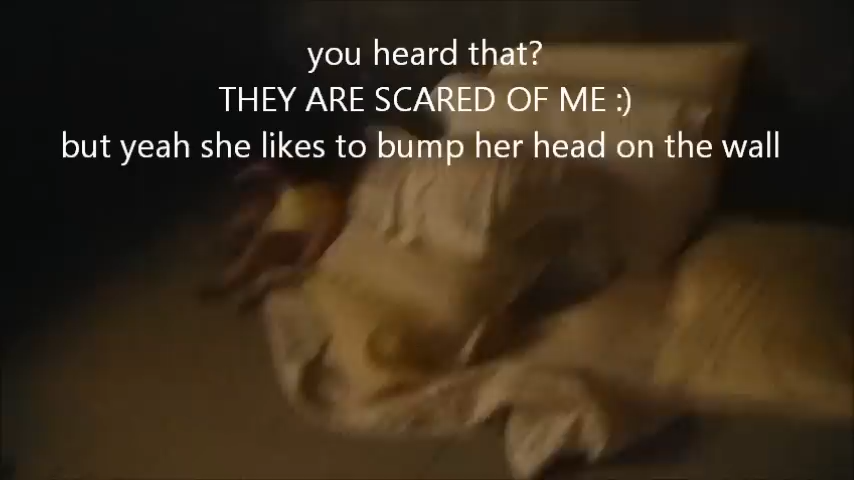 you heard that?
THEY ARE SCARED OF ME :)
but yeah she likes to bump her head on the wall